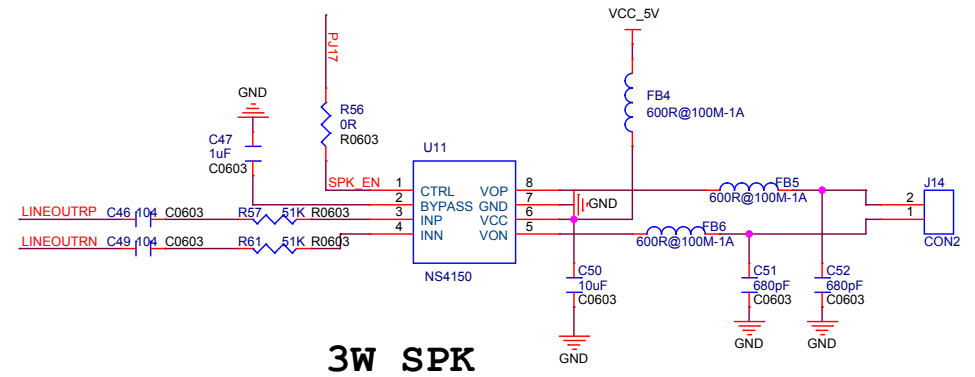 VCC_5V
PJ17
GND
FB4
600R@100M-1A
R56
0R
R0603
C47
1uF
C0603
U11
SPK_EN
1 CTRL VOP 8
2 BYPASS GND 7
3 INP VCC 6
4 INN VON 5
GND
FB5
600R@100M-1A
J14
2
1
CON2
LINEOUTRP C46 104 C0603 R57 51K R0603
FB6
600R@100M-1A
LINEOUTRN C49 104 C0603 R61 51K R0603
NS4150
C50
10uF
C0603
C51
680pF
C0603
C52
680pF
C0603
GND
GND
GND
3W SPK